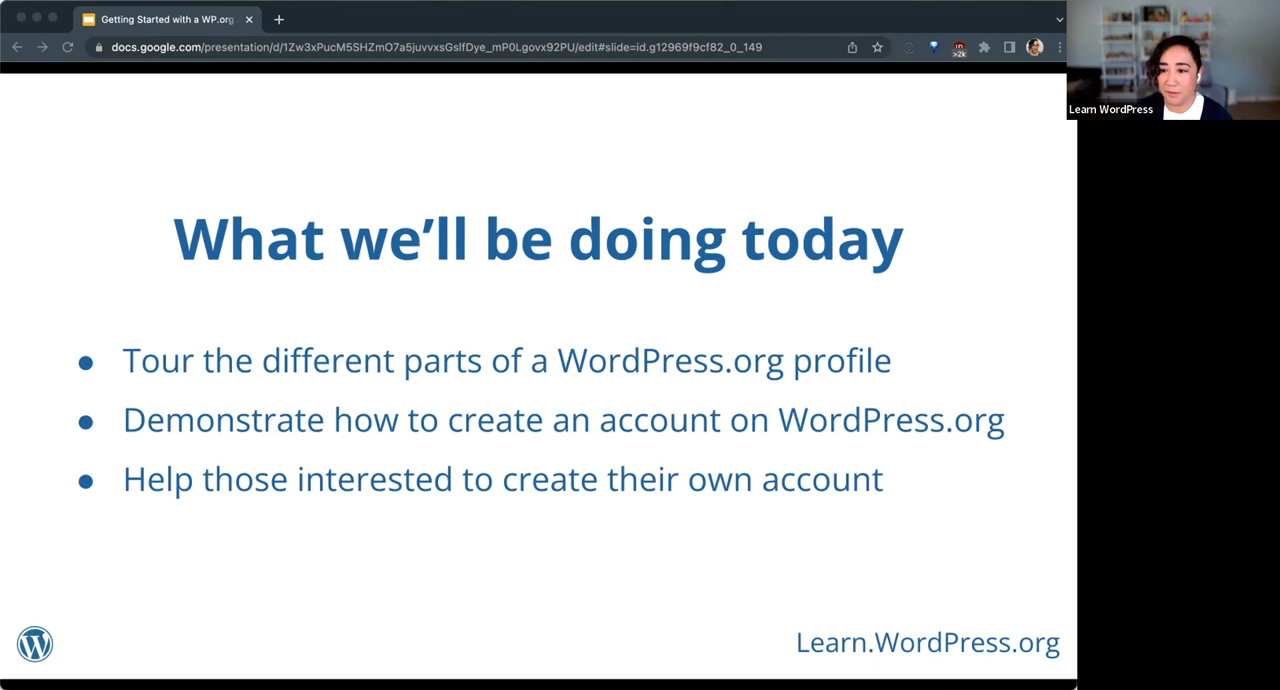 Getting Started with a WP.org
docs.google.com/presentation/d/1Zw3xPucM5SHZmO7a5juvvxsGslfDye_mP0Lgovx92PU/edit#slide=id.g12969f9cf82_0_149
>2k
Learn WordPress
What we’ll be doing today
● Tour the different parts of a WordPress.org profile
● Demonstrate how to create an account on WordPress.org
● Help those interested to create their own account
Learn.WordPress.org